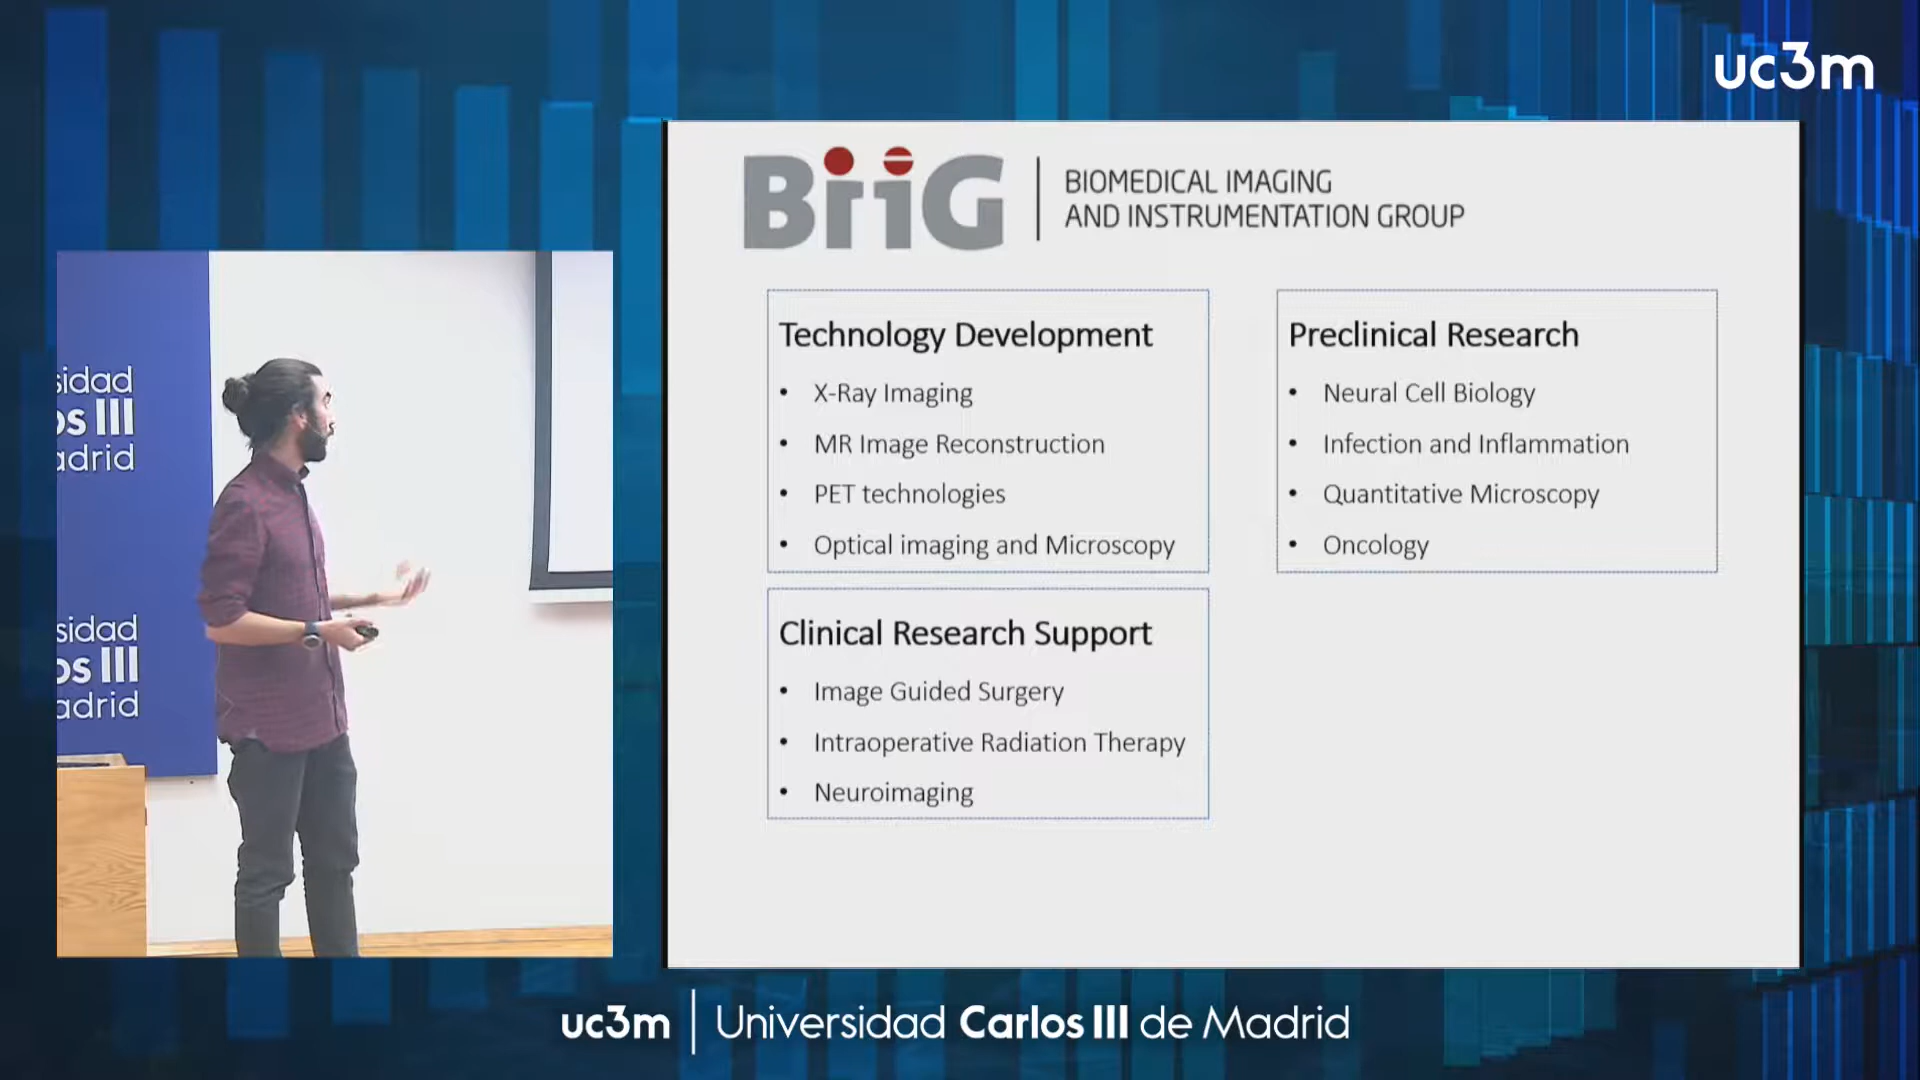 uc3m
BriiG
BIOMEDICAL IMAGING
AND INSTRUMENTATION GROUP
Technology Development
• X-Ray Imaging
• MR Image Reconstruction
• PET technologies
• Optical imaging and Microscopy
Preclinical Research
• Neural Cell Biology
• Infection and Inflammation
• Quantitative Microscopy
• Oncology
Clinical Research Support
• Image Guided Surgery
• Intraoperative Radiation Therapy
• Neuroimaging
sidad
os III
adrid
sidad
os III
adrid
uc3m | Universidad Carlos III de Madrid